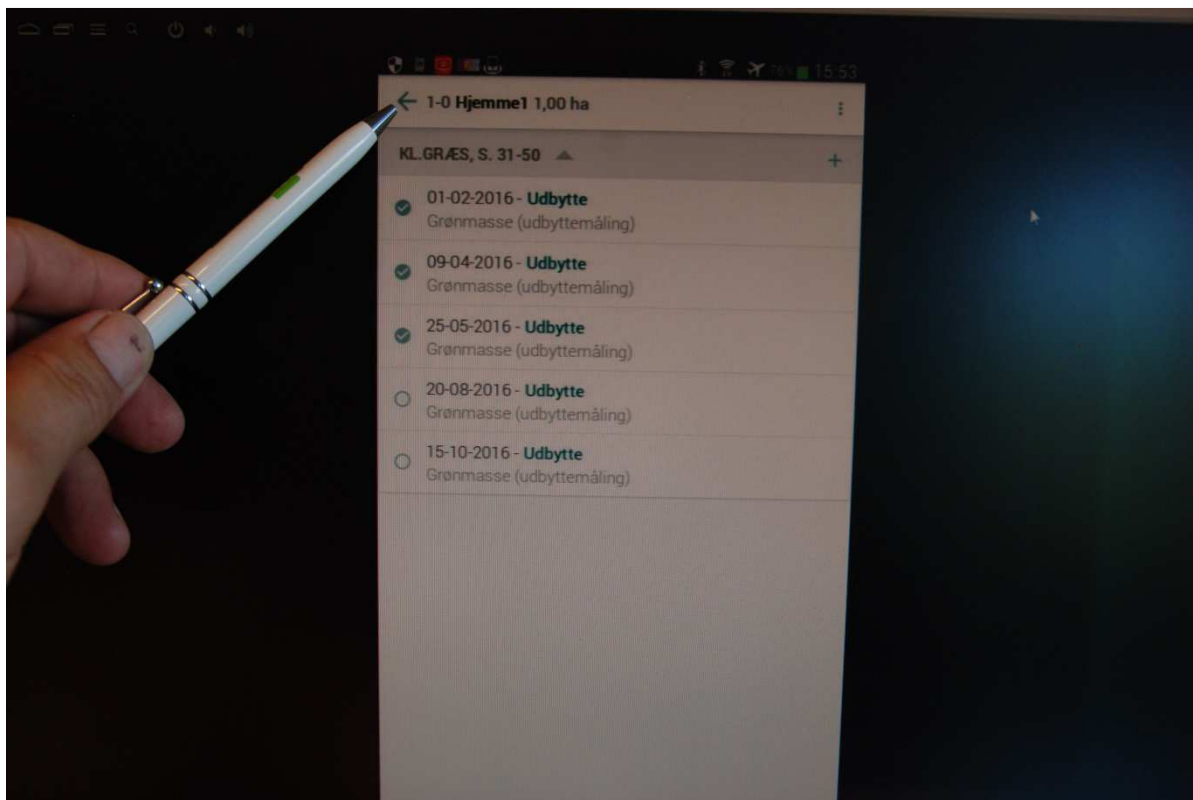 15:53
1-0 Hjemme1 1,00 ha
KL.GRÆS, S. 31-50
01-02-2016 - Udbytte
Grønmasse (udbyttemåling)
09-04-2016 - Udbytte
Grønmasse (udbyttemåling)
25-05-2016 - Udbytte
Grønmasse (udbyttemåling)
20-08-2016 - Udbytte
Grønmasse (udbyttemåling)
15-10-2016 - Udbytte
Grønmasse (udbyttemåling)